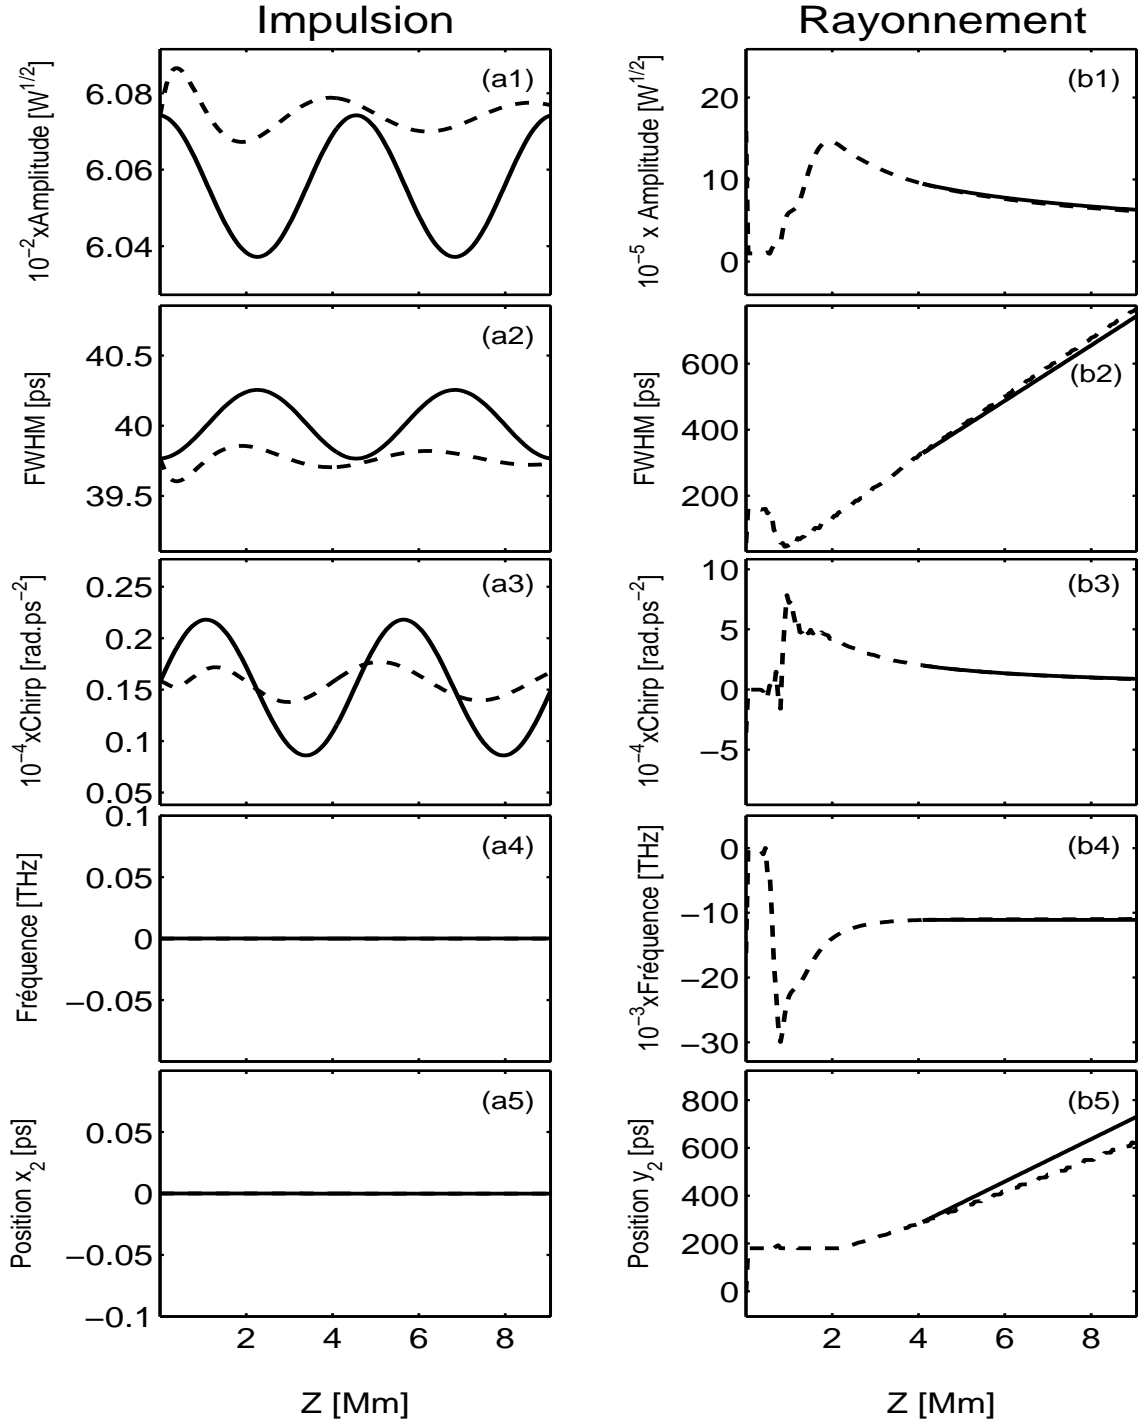 Impulsion
Rayonnement
(a1)
6.08
6.06
6.04
10⁻²xAmplitude [W^1/2]
(b1)
20
10
0
10⁻⁵ x Amplitude [W^1/2]
(a2)
40.5
40
39.5
FWHM [ps]
(b2)
600
400
200
FWHM [ps]
(a3)
0.25
0.2
0.15
0.1
0.05
10⁻⁴xChirp [rad.ps⁻²]
(b3)
10
5
0
−5
10⁻⁴xChirp [rad.ps⁻²]
(a4)
0.1
0.05
0
−0.05
Fréquence [THz]
(b4)
0
−10
−20
−30
10⁻³xFréquence [THz]
(a5)
0.05
0
−0.05
−0.1
Position x₂ [ps]
2 4 6 8
Z [Mm]
(b5)
800
600
400
200
0
Position y₂ [ps]
2 4 6 8
Z [Mm]